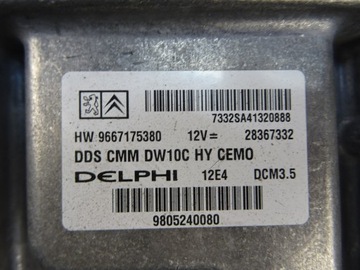 7332SA41320888
HW 9667175380 12V= 28367332
DDS CMM DW10C HY CEMO
DELPHI 12E4 DCM3.5
9805240080